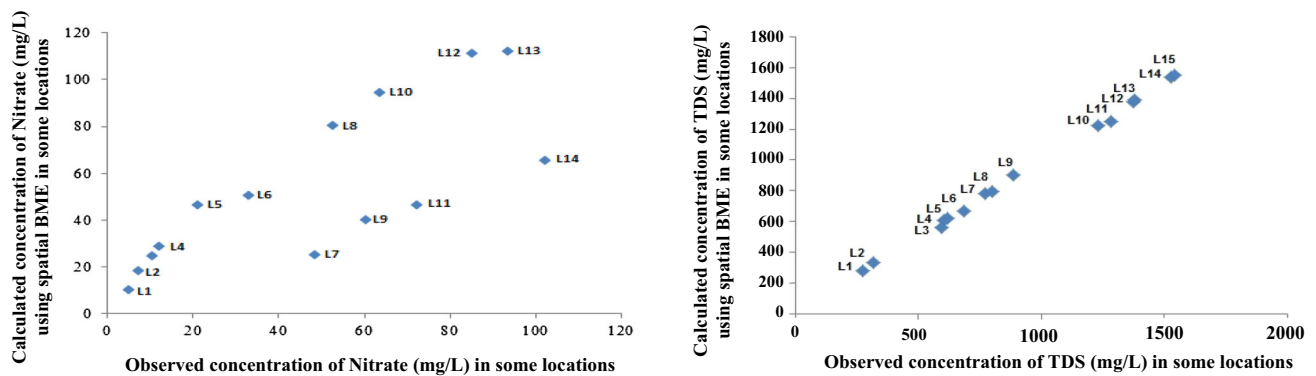 Calculated concentration of Nitrate (mg/L)
using spatial BME in some locations
120
100
80
60
40
20
0
L12
L13
L10
L8
L14
L6
L5
L11
L9
L4
L7
L2
L1
0 20 40 60 80 100 120
Observed concentration of Nitrate (mg/L) in some locations
Calculated concentration of TDS (mg/L)
using spatial BME in some locations
1800
1600
1400
1200
1000
800
600
400
200
0
L15
L14
L13
L12
L11
L10
L9
L8
L7
L6
L5
L4
L3
L2
L1
0 500 1000 1500 2000
Observed concentration of TDS (mg/L) in some locations